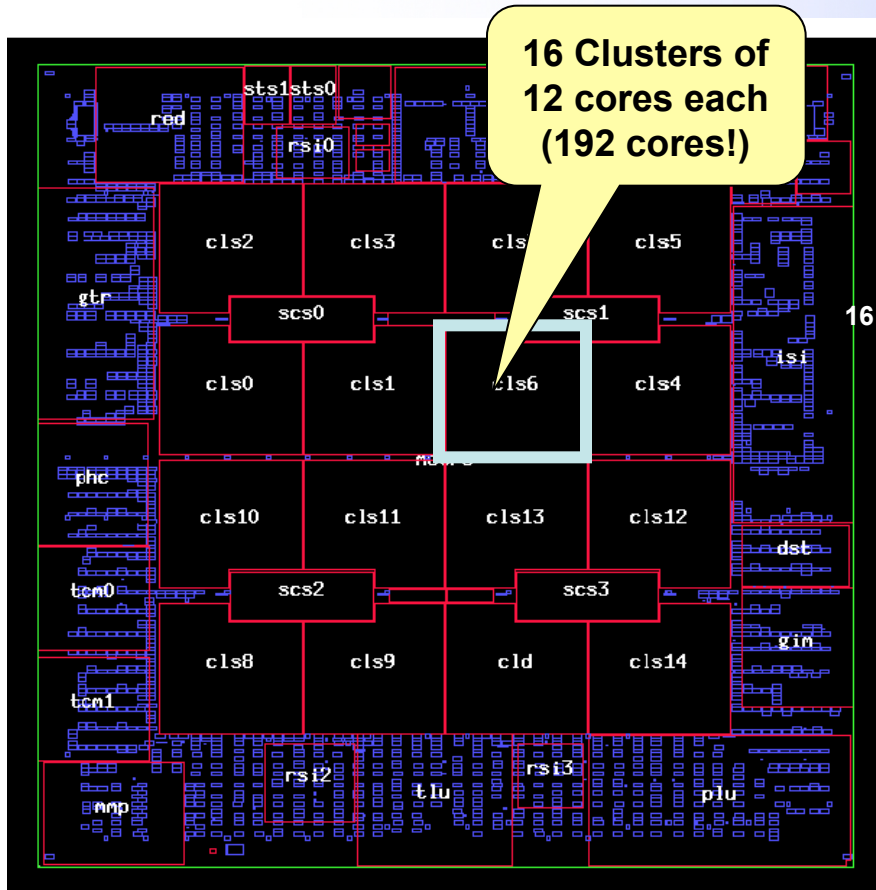 16 Clusters of
12 cores each
(192 cores!)
sts1 sts0
red
rsi0
cls2 cls3 cls5
gtr
scs0 scs1
16
isi
cls0 cls1 cls6 cls4
phc
cls10 cls11 cls13 cls12
dst
tcm0
scs2 scs3
gim
cls8 cls9 cld cls14
tcm1
rsi2 rsi3
tlu plu
mmp